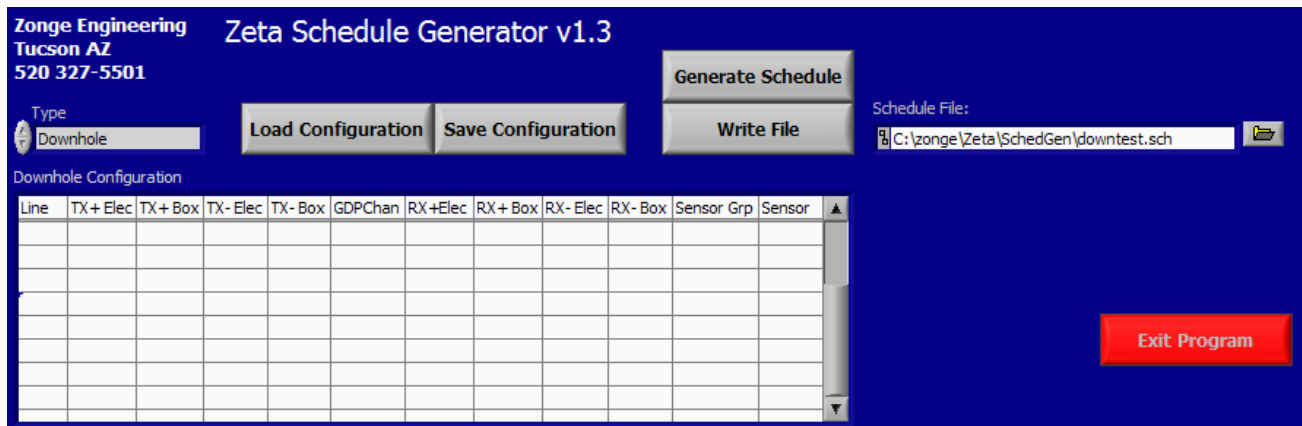 Zonge Engineering
Tucson AZ
520 327-5501
Zeta Schedule Generator v1.3
Generate Schedule
Type
Downhole
Load Configuration
Save Configuration
Write File
Schedule File:
C:\zonge\Zeta\SchedGen\downtest.sch
Downhole Configuration
Line TX+ Elec TX+ Box TX- Elec TX- Box GDPChan RX+Elec RX+ Box RX- Elec RX- Box Sensor Grp Sensor
Exit Program